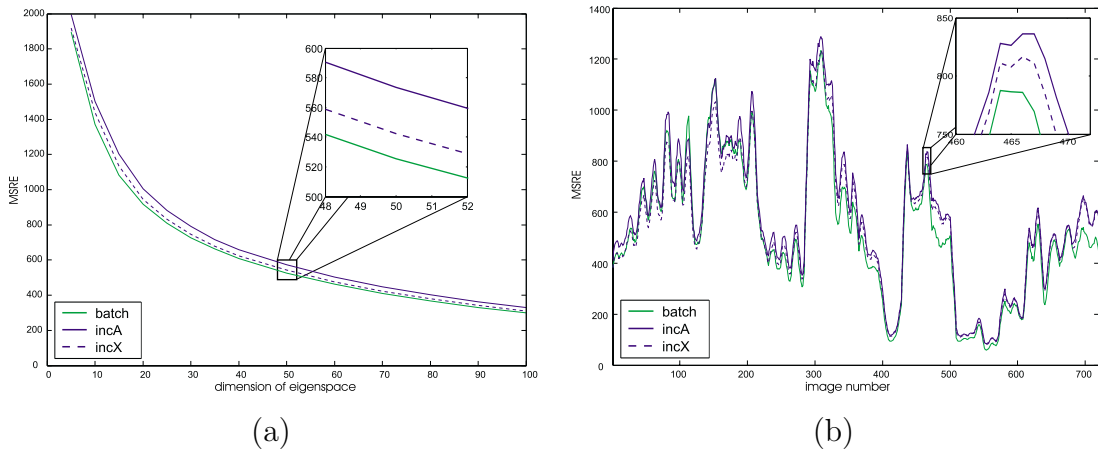 2000
1800
1600
1400
1200
1000
800
600
400
200
0
MSRE
0 10 20 30 40 50 60 70 80 90 100
dimension of eigenspace
600
580
560
540
520
500
48 49 50 51 52
batch
incA
incX
(a)
1400
1200
1000
800
600
400
200
0
MSRE
100 200 300 400 500 600 700
image number
850
800
750
460 465 470
batch
incA
incX
(b)